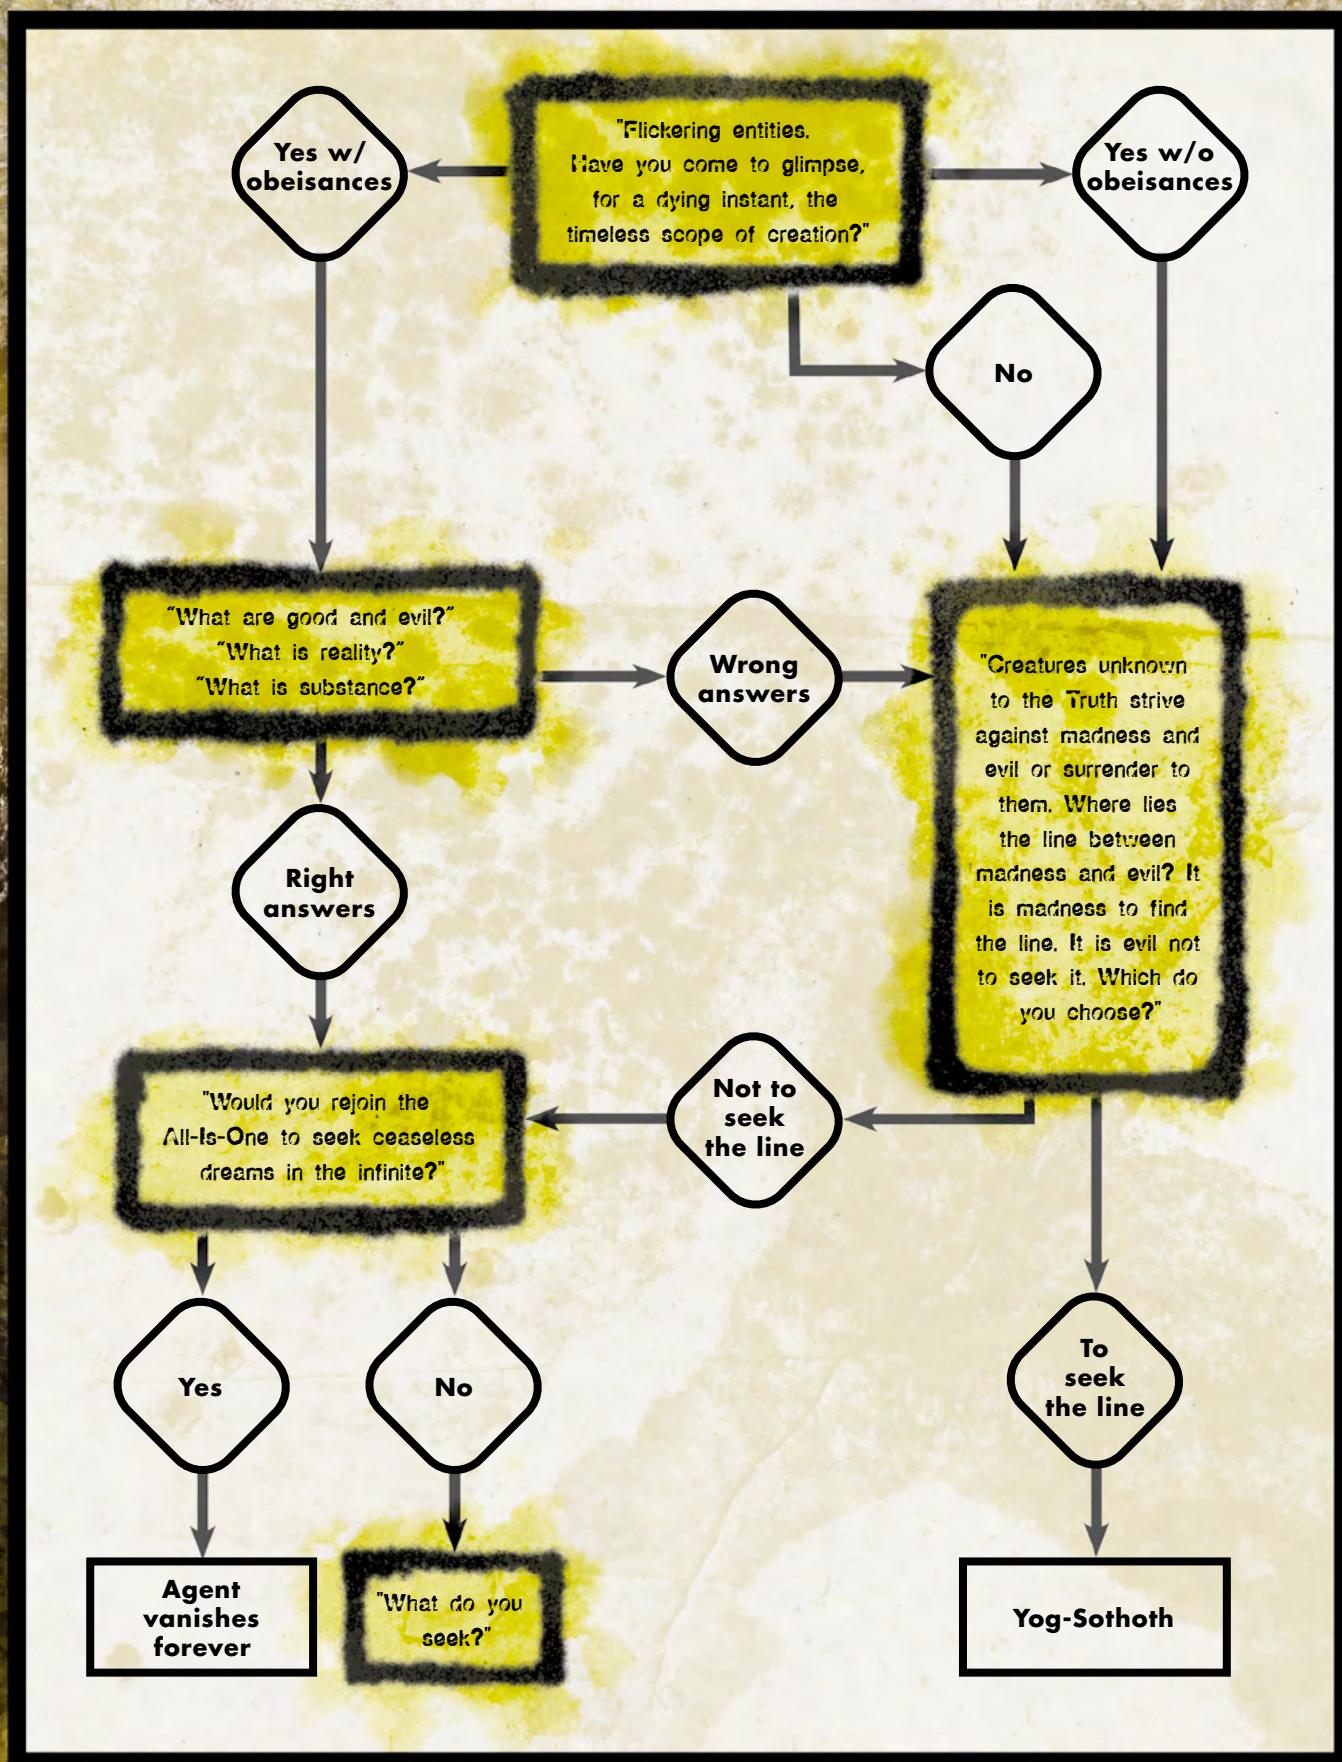 Yes w/
obeisances
"Flickering entities.
Have you come to glimpse,
for a dying instant, the
timeless scope of creation?"
Yes w/o
obeisances
No
"What are good and evil?"
"What is reality?"
"What is substance?"
Wrong
answers
"Creatures unknown
to the Truth strive
against madness and
evil or surrender to
them. Where lies
the line between
madness and evil? It
is madness to find
the line. It is evil not
to seek it. Which do
you choose?"
Right
answers
"Would you rejoin the
All-Is-One to seek ceaseless
dreams in the infinite?"
Not to
seek
the line
Yes
No
To
seek
the line
Agent
vanishes
forever
"What do you
seek?"
Yog-Sothoth